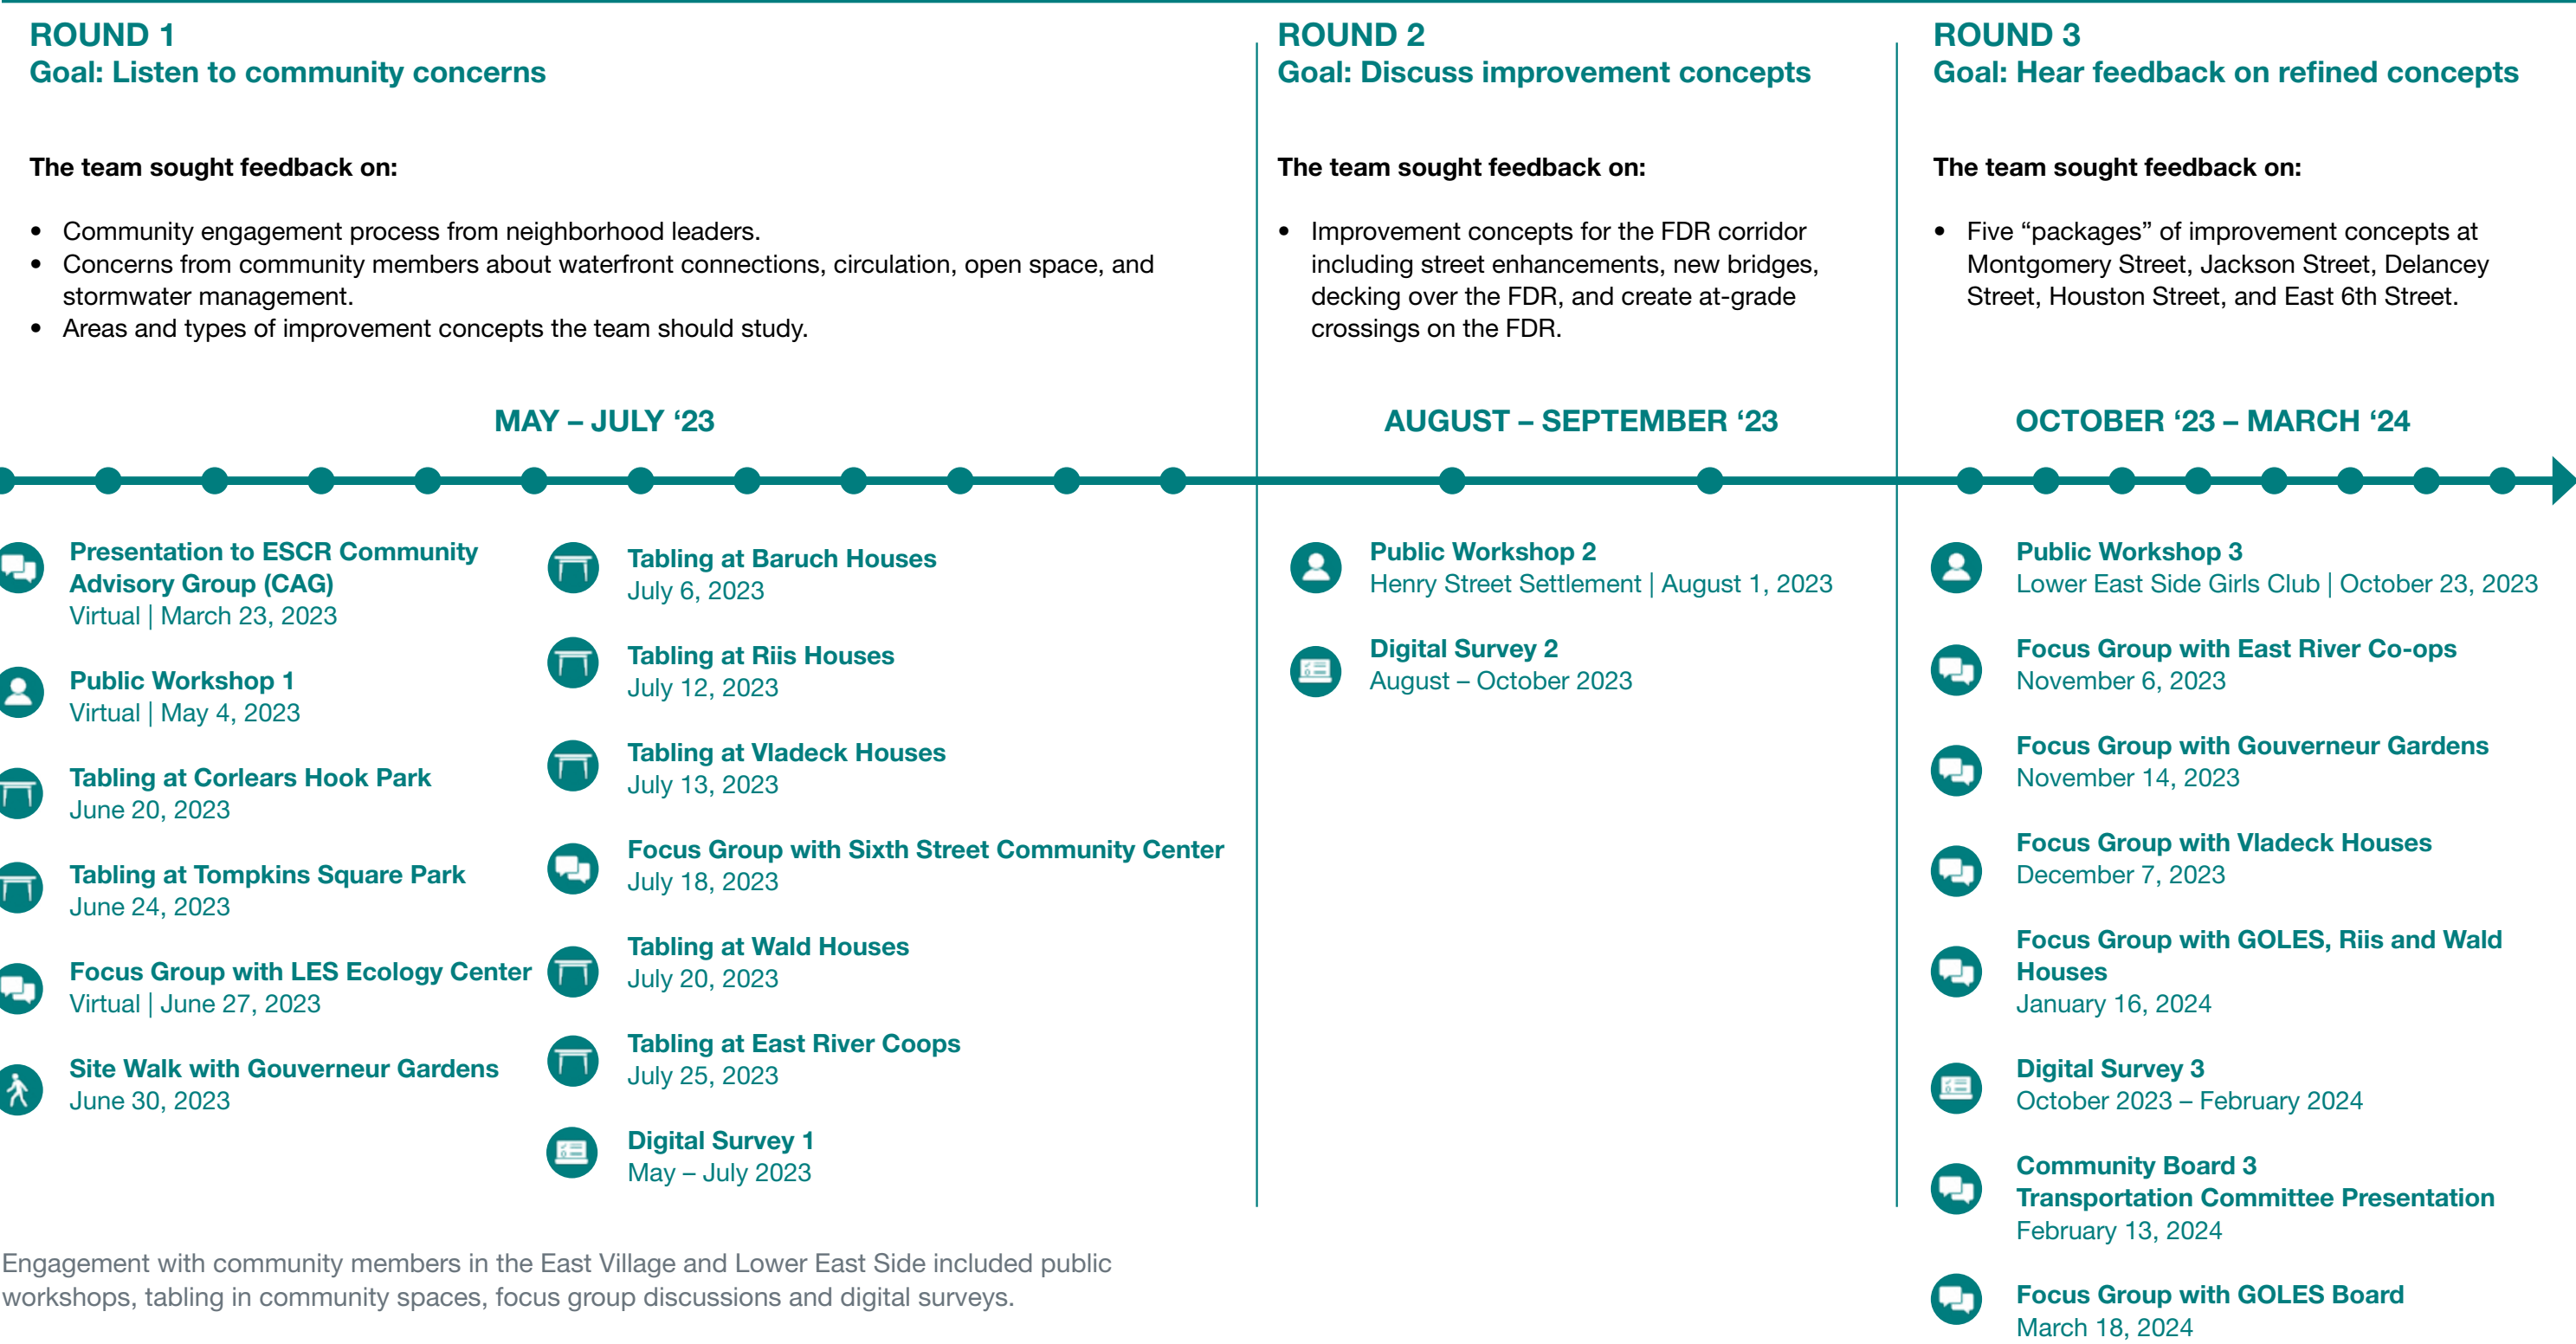 ROUND 1
Goal: Listen to community concerns
The team sought feedback on:
• Community engagement process from neighborhood leaders.
• Concerns from community members about waterfront connections, circulation, open space, and
stormwater management.
• Areas and types of improvement concepts the team should study.
MAY – JULY ‘23
Presentation to ESCR Community
Advisory Group (CAG)
Virtual | March 23, 2023
Public Workshop 1
Virtual | May 4, 2023
Tabling at Corlears Hook Park
June 20, 2023
Tabling at Tompkins Square Park
June 24, 2023
Focus Group with LES Ecology Center
Virtual | June 27, 2023
Site Walk with Gouverneur Gardens
June 30, 2023
Tabling at Baruch Houses
July 6, 2023
Tabling at Riis Houses
July 12, 2023
Tabling at Vladeck Houses
July 13, 2023
Focus Group with Sixth Street Community Center
July 18, 2023
Tabling at Wald Houses
July 20, 2023
Tabling at East River Coops
July 25, 2023
Digital Survey 1
May – July 2023
ROUND 2
Goal: Discuss improvement concepts
The team sought feedback on:
• Improvement concepts for the FDR corridor
including street enhancements, new bridges,
decking over the FDR, and create at-grade
crossings on the FDR.
AUGUST – SEPTEMBER ‘23
Public Workshop 2
Henry Street Settlement | August 1, 2023
Digital Survey 2
August – October 2023
ROUND 3
Goal: Hear feedback on refined concepts
The team sought feedback on:
• Five “packages” of improvement concepts at
Montgomery Street, Jackson Street, Delancey
Street, Houston Street, and East 6th Street.
OCTOBER ‘23 – MARCH ‘24
Public Workshop 3
Lower East Side Girls Club | October 23, 2023
Focus Group with East River Co-ops
November 6, 2023
Focus Group with Gouverneur Gardens
November 14, 2023
Focus Group with Vladeck Houses
December 7, 2023
Focus Group with GOLES, Riis and Wald
Houses
January 16, 2024
Digital Survey 3
October 2023 – February 2024
Community Board 3
Transportation Committee Presentation
February 13, 2024
Focus Group with GOLES Board
March 18, 2024
Engagement with community members in the East Village and Lower East Side included public
workshops, tabling in community spaces, focus group discussions and digital surveys.